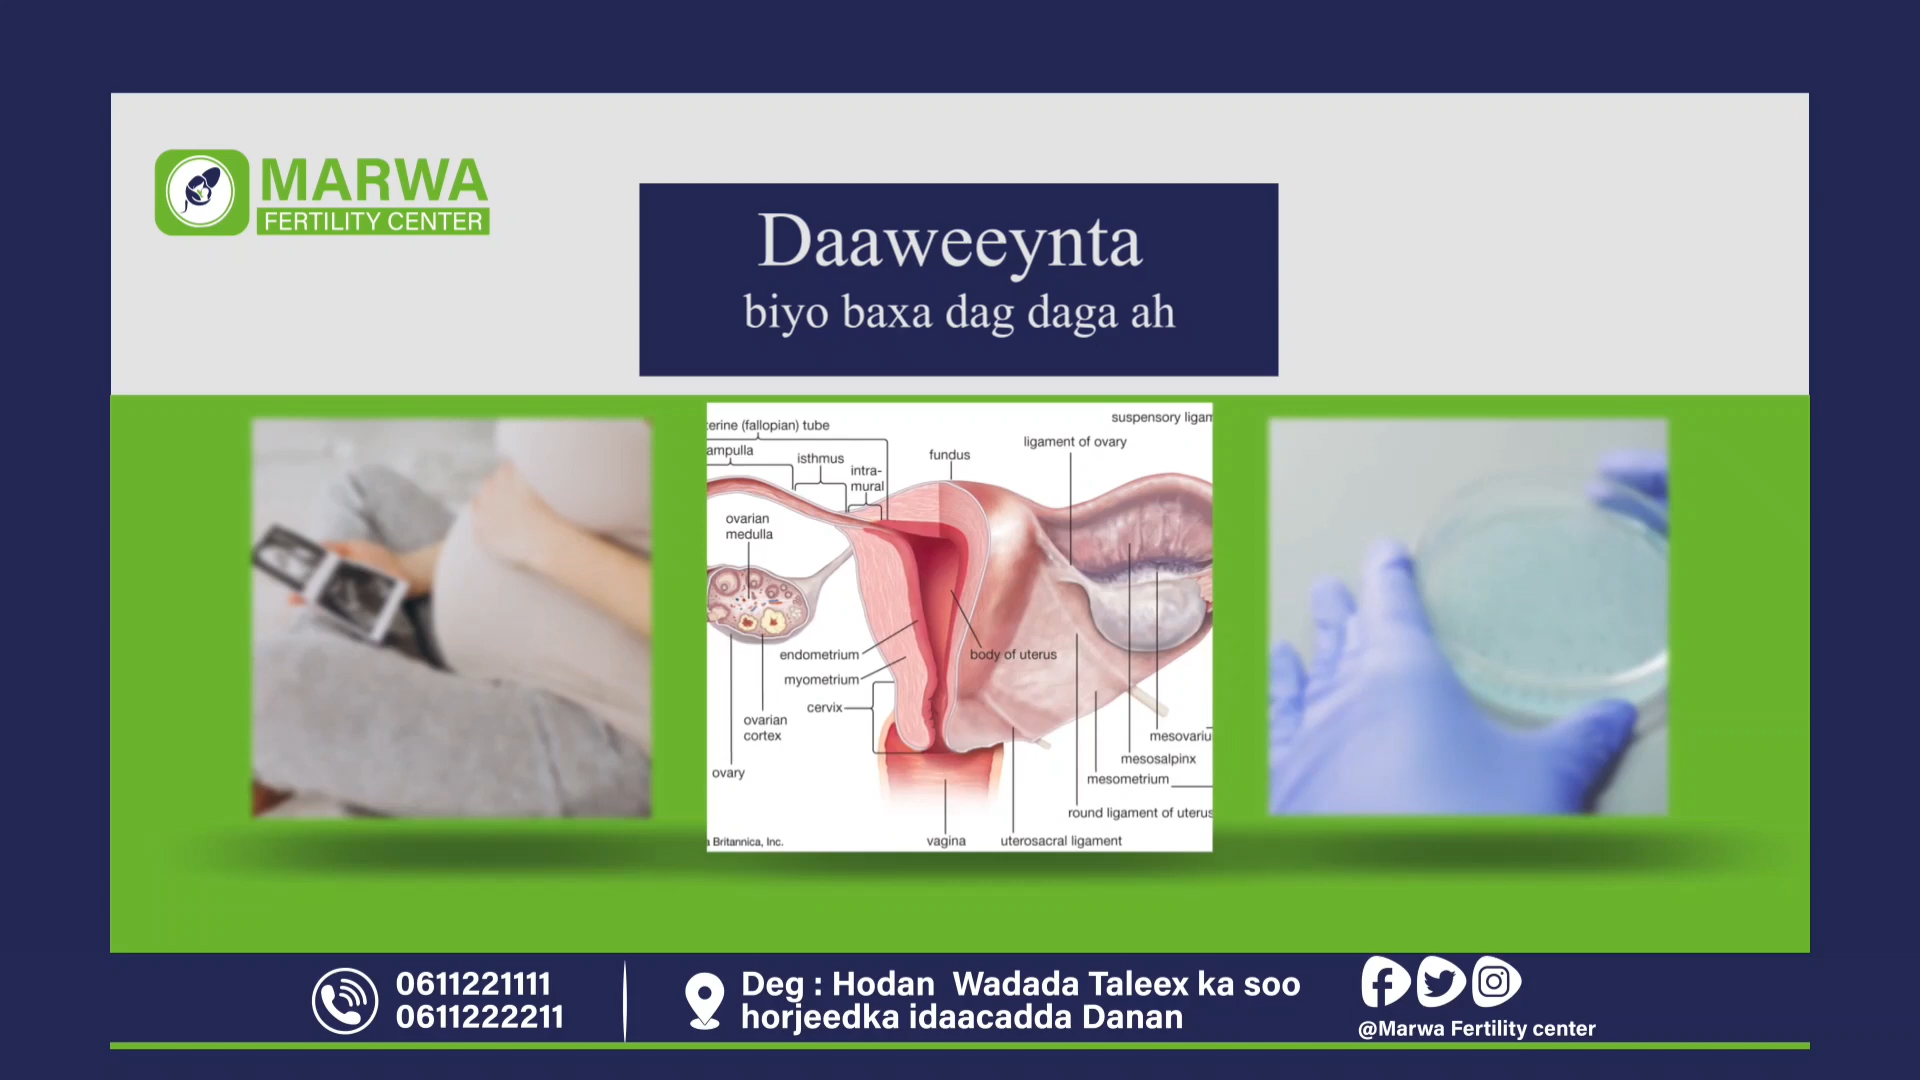 MARWA
FERTILITY CENTER
Daaweeynta
biyo baxa dag daga ah
terine (fallopian) tube
ampulla
isthmus
intra-
mural
fundus
ligament of ovary
suspensory ligam
ovarian
medulla
endometrium
myometrium
cervix
body of uterus
ovarian
cortex
ovary
mesovariu
mesosalpinx
mesometrium
round ligament of uterus
Britannica, Inc.
vagina
uterosacral ligament
0611221111
0611222211
Deg : Hodan Wadada Taleex ka soo
horjeedka idaacadda Danan
@Marwa Fertility center